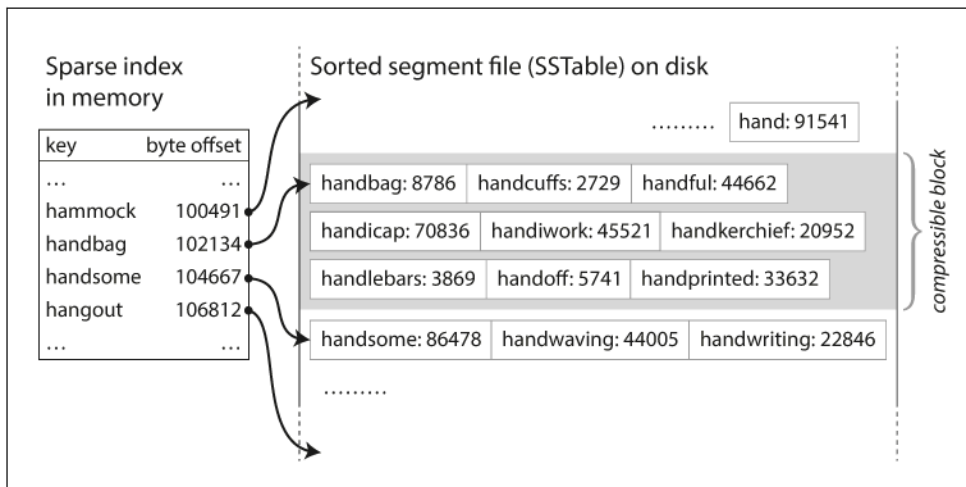 Sparse index
in memory
key byte offset
... ...
hammock 100491
handbag 102134
handsome 104667
hangout 106812
... ...
Sorted segment file (SSTable) on disk
......... hand: 91541
handbag: 8786 handcuffs: 2729 handful: 44662
handicap: 70836 handiwork: 45521 handkerchief: 20952
handlebars: 3869 handoff: 5741 handprinted: 33632
handsome: 86478 handwaving: 44005 handwriting: 22846
.........
compressible block